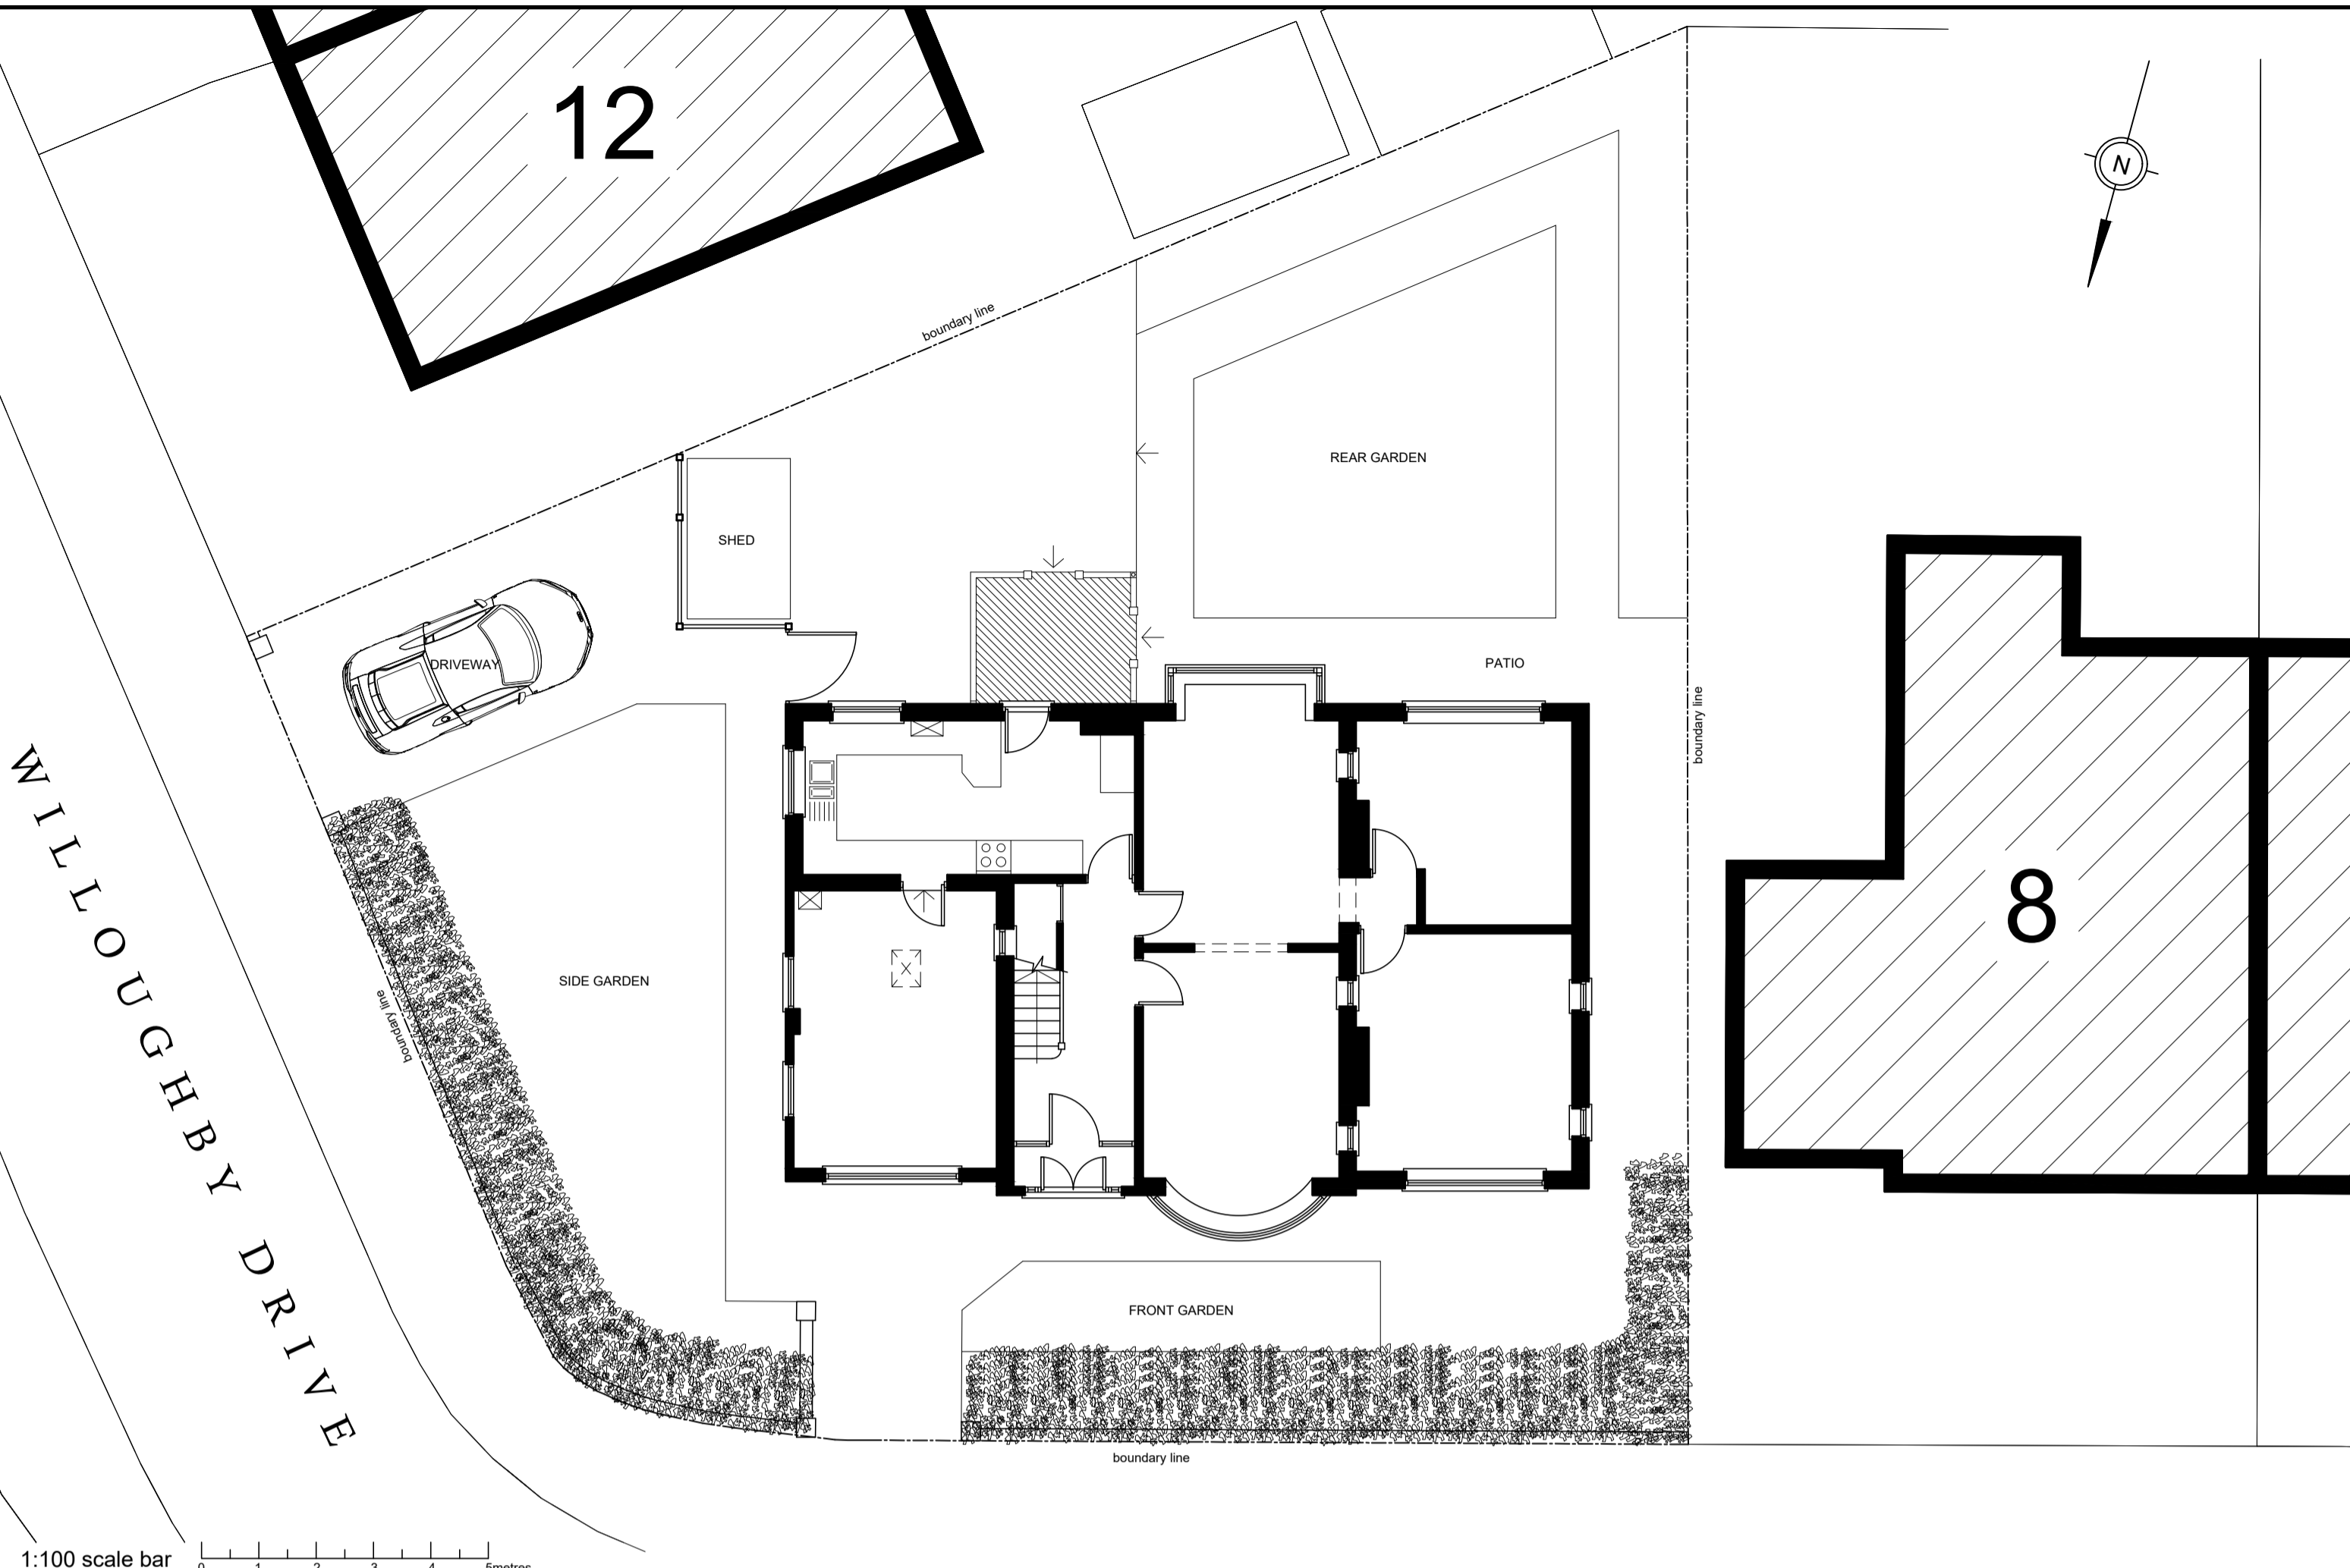 12
N
boundary line
REAR GARDEN
SHED
DRIVEWAY
PATIO
boundary line
WILLOUGHBY DRIVE
8
SIDE GARDEN
boundary line
FRONT GARDEN
boundary line
1:100 scale bar
0 1 2 3 4 5metres